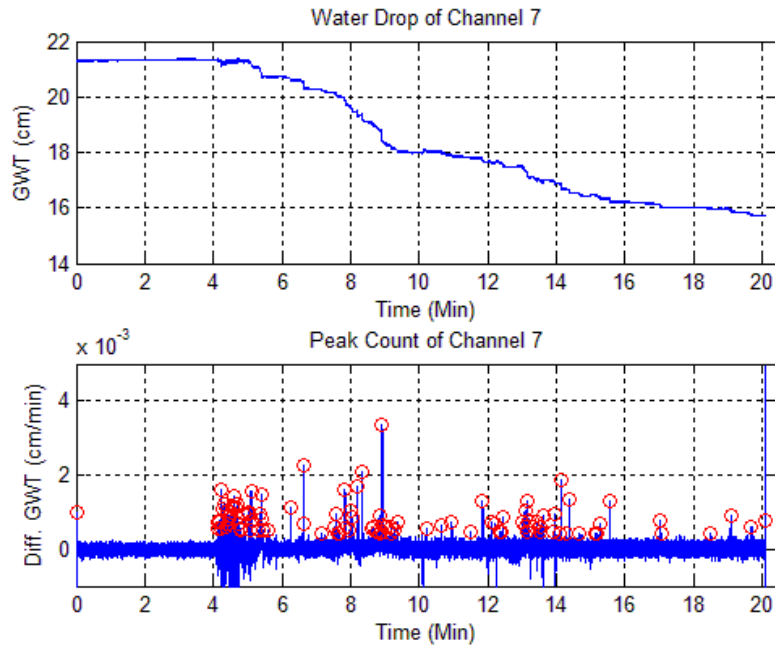 Water Drop of Channel 7
22
20
18
16
14
GWT (cm)
0 2 4 6 8 10 12 14 16 18 20
Time (Min)
x 10-3
Peak Count of Channel 7
4
2
0
Diff. GWT (cm/min)
0 2 4 6 8 10 12 14 16 18 20
Time (Min)